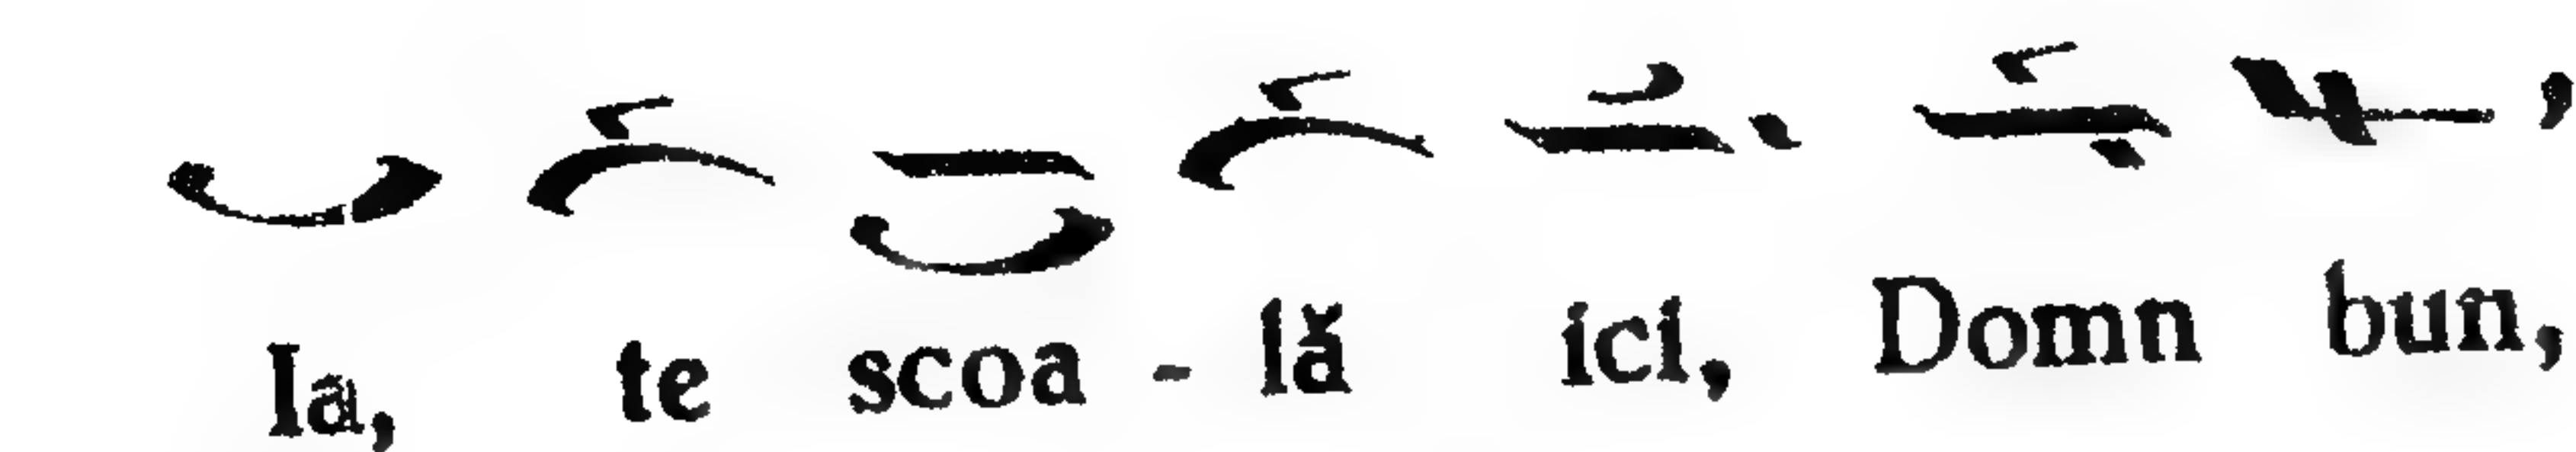 Ia, te scoa - lă ici, Domn bun,